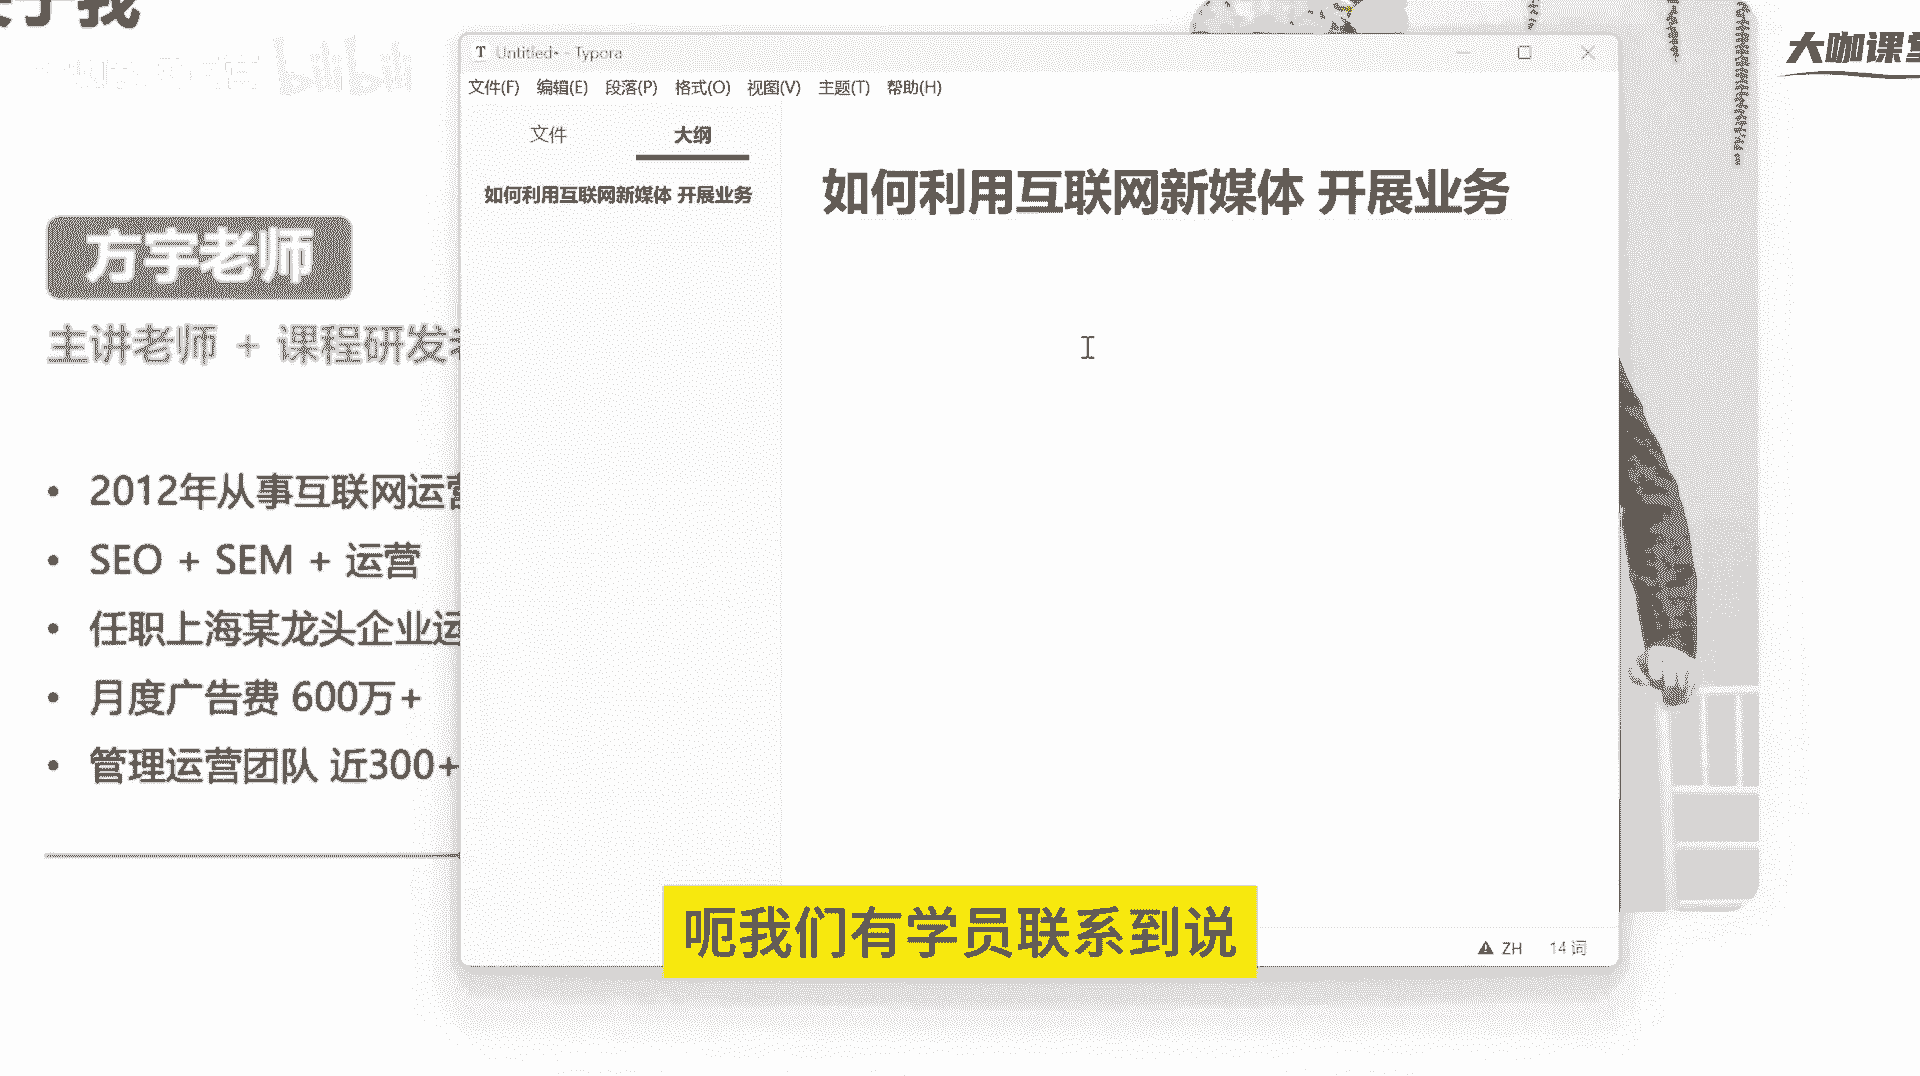 于我
bilibili
大咖课堂
Untitled• - Typora
文件(F) 编辑(E) 段落(P) 格式(O) 视图(V) 主题(T) 帮助(H)
文件 大纲
如何利用互联网新媒体 开展业务
如何利用互联网新媒体 开展业务
方宇老师
主讲老师 + 课程研发
2012年从事互联网运营
SEO + SEM + 运营
任职上海某龙头企业运
月度广告费 600万+
管理运营团队 近300+
呃我们有学员联系到说
ZH 14 词